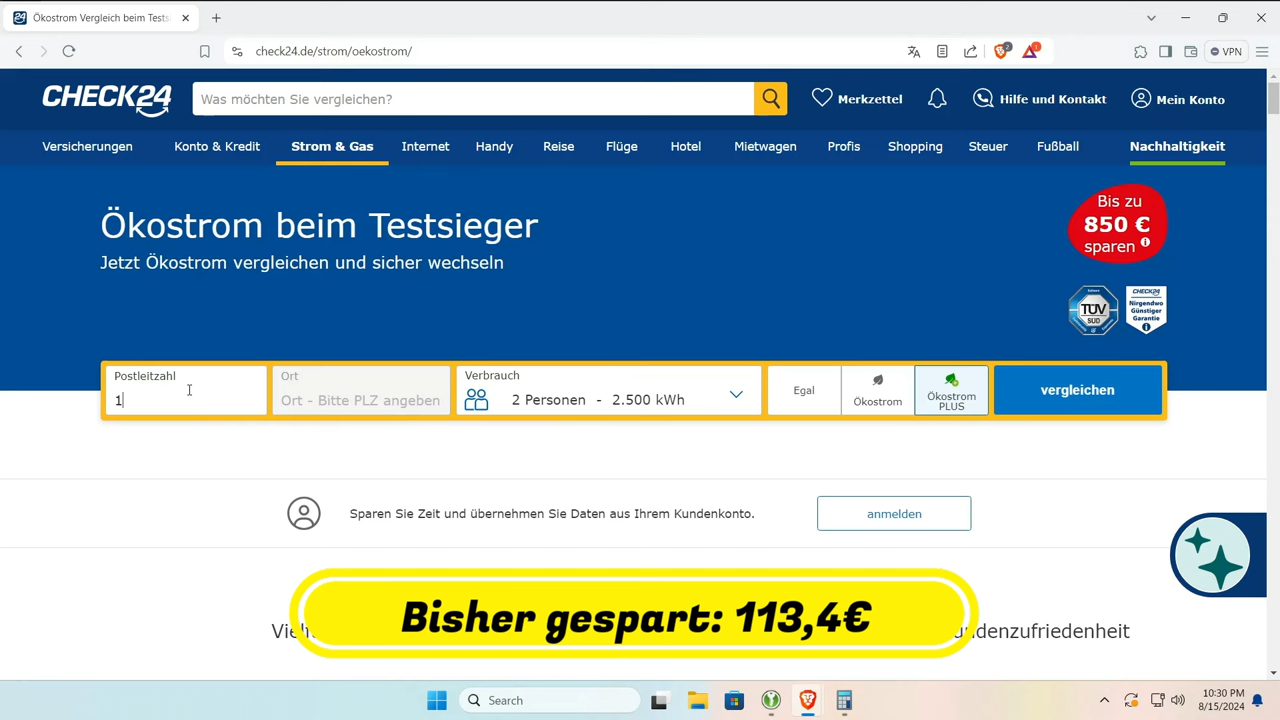 Ökostrom Vergleich beim Testsi
check24.de/strom/oekostrom/
2
1
VPN
CHECK24
Was möchten Sie vergleichen?
Merkzettel
Hilfe und Kontakt
Mein Konto
Versicherungen
Konto & Kredit
Strom & Gas
Internet
Handy
Reise
Flüge
Hotel
Mietwagen
Profis
Shopping
Steuer
Fußball
Nachhaltigkeit
Ökostrom beim Testsieger
Jetzt Ökostrom vergleichen und sicher wechseln
Bis zu
850 €
sparen
TÜV
SÜD
CHECK24
Nirgendwo
Günstiger
Garantie
Postleitzahl
1
Ort
Ort - Bitte PLZ angeben
Verbrauch
2 Personen - 2.500 kWh
Egal
Ökostrom
Ökostrom
PLUS
vergleichen
Sparen Sie Zeit und übernehmen Sie Daten aus Ihrem Kundenkonto.
anmelden
Bisher gespart: 113,4€
Search
10:30 PM
8/15/2024